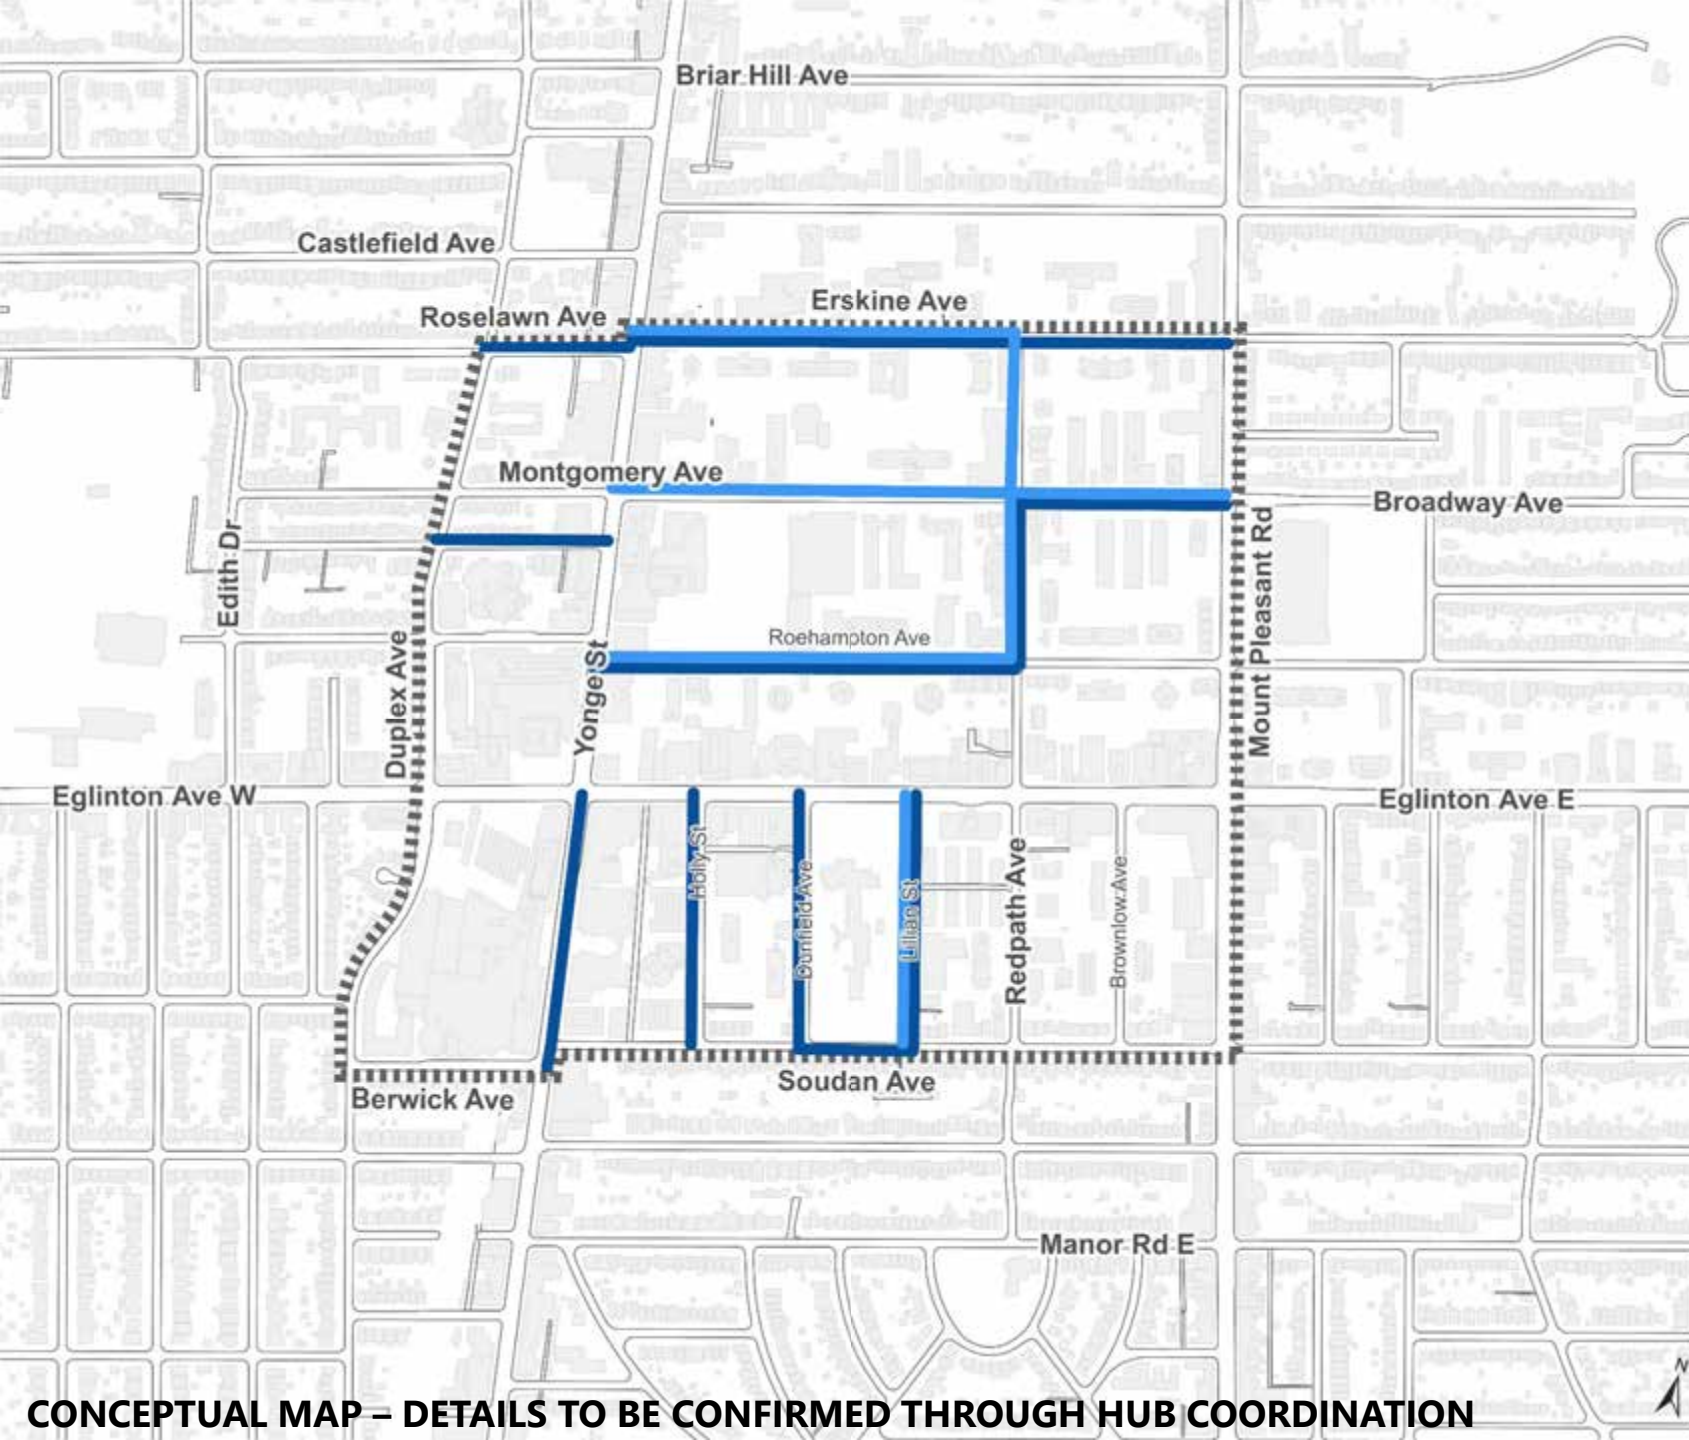 Briar Hill Ave
Castlefield Ave
Erskine Ave
Roselawn Ave
Montgomery Ave
Broadway Ave
Edith Dr
Mount Pleasant Rd
Roehampton Ave
Duplex Ave
Yonge St
Eglinton Ave W
Eglinton Ave E
Holly St
Dunfield Ave
Lillian St
Redpath Ave
Brownlow Ave
Soudan Ave
Berwick Ave
Manor Rd E
N
CONCEPTUAL MAP – DETAILS TO BE CONFIRMED THROUGH HUB COORDINATION